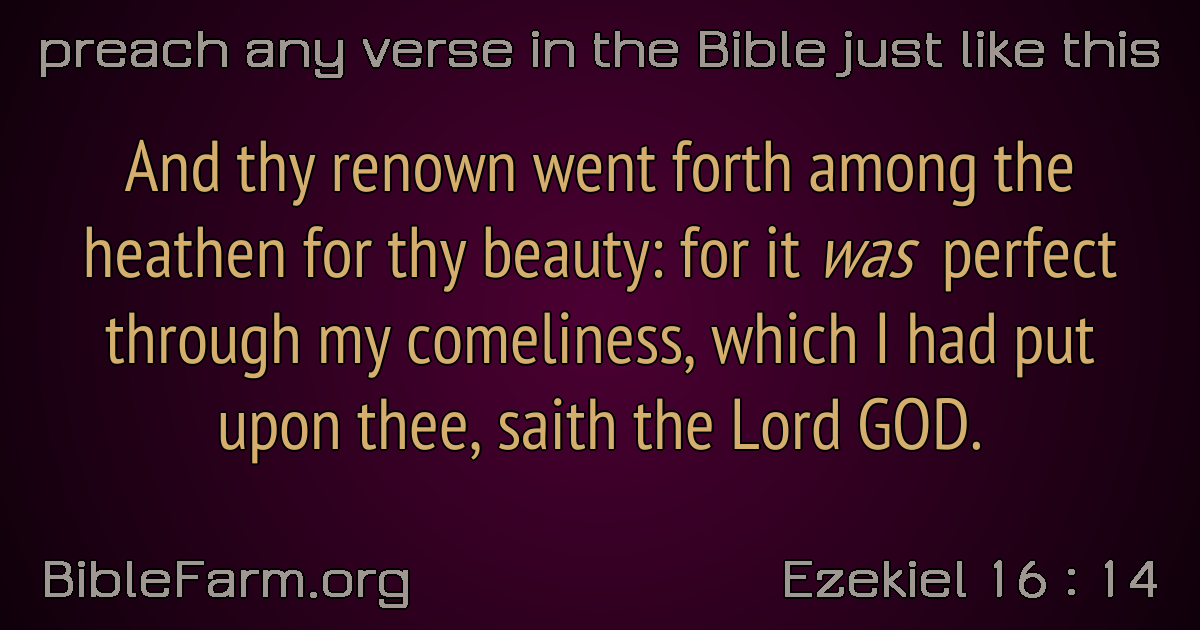 preach any verse in the Bible just like this
And thy renown went forth among the
heathen for thy beauty: for it was perfect
through my comeliness, which I had put
upon thee, saith the Lord GOD.
BibleFarm.org
Ezekiel 16 : 14